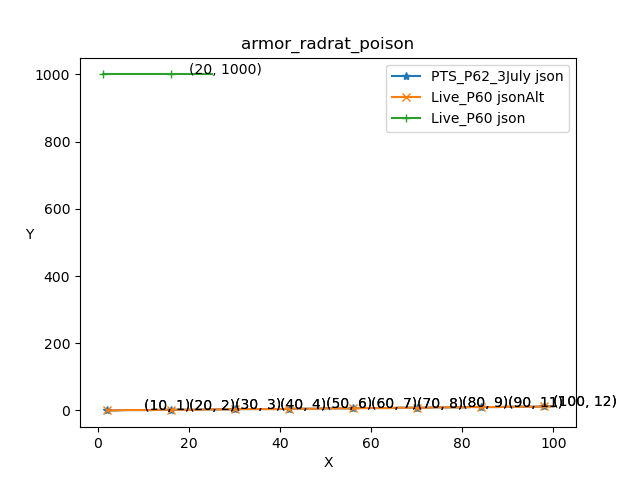 armor_radrat_poison
1000
800
600
400
200
0
Y
(20, 1000)
PTS_P62_3July json
Live_P60 jsonAlt
Live_P60 json
(10, 1)(20, 2)(30, 3)(40, 4)(50, 6)(60, 7)(70, 8)(80, 9)(90, 11)(100, 12)
0 20 40 60 80 100
X